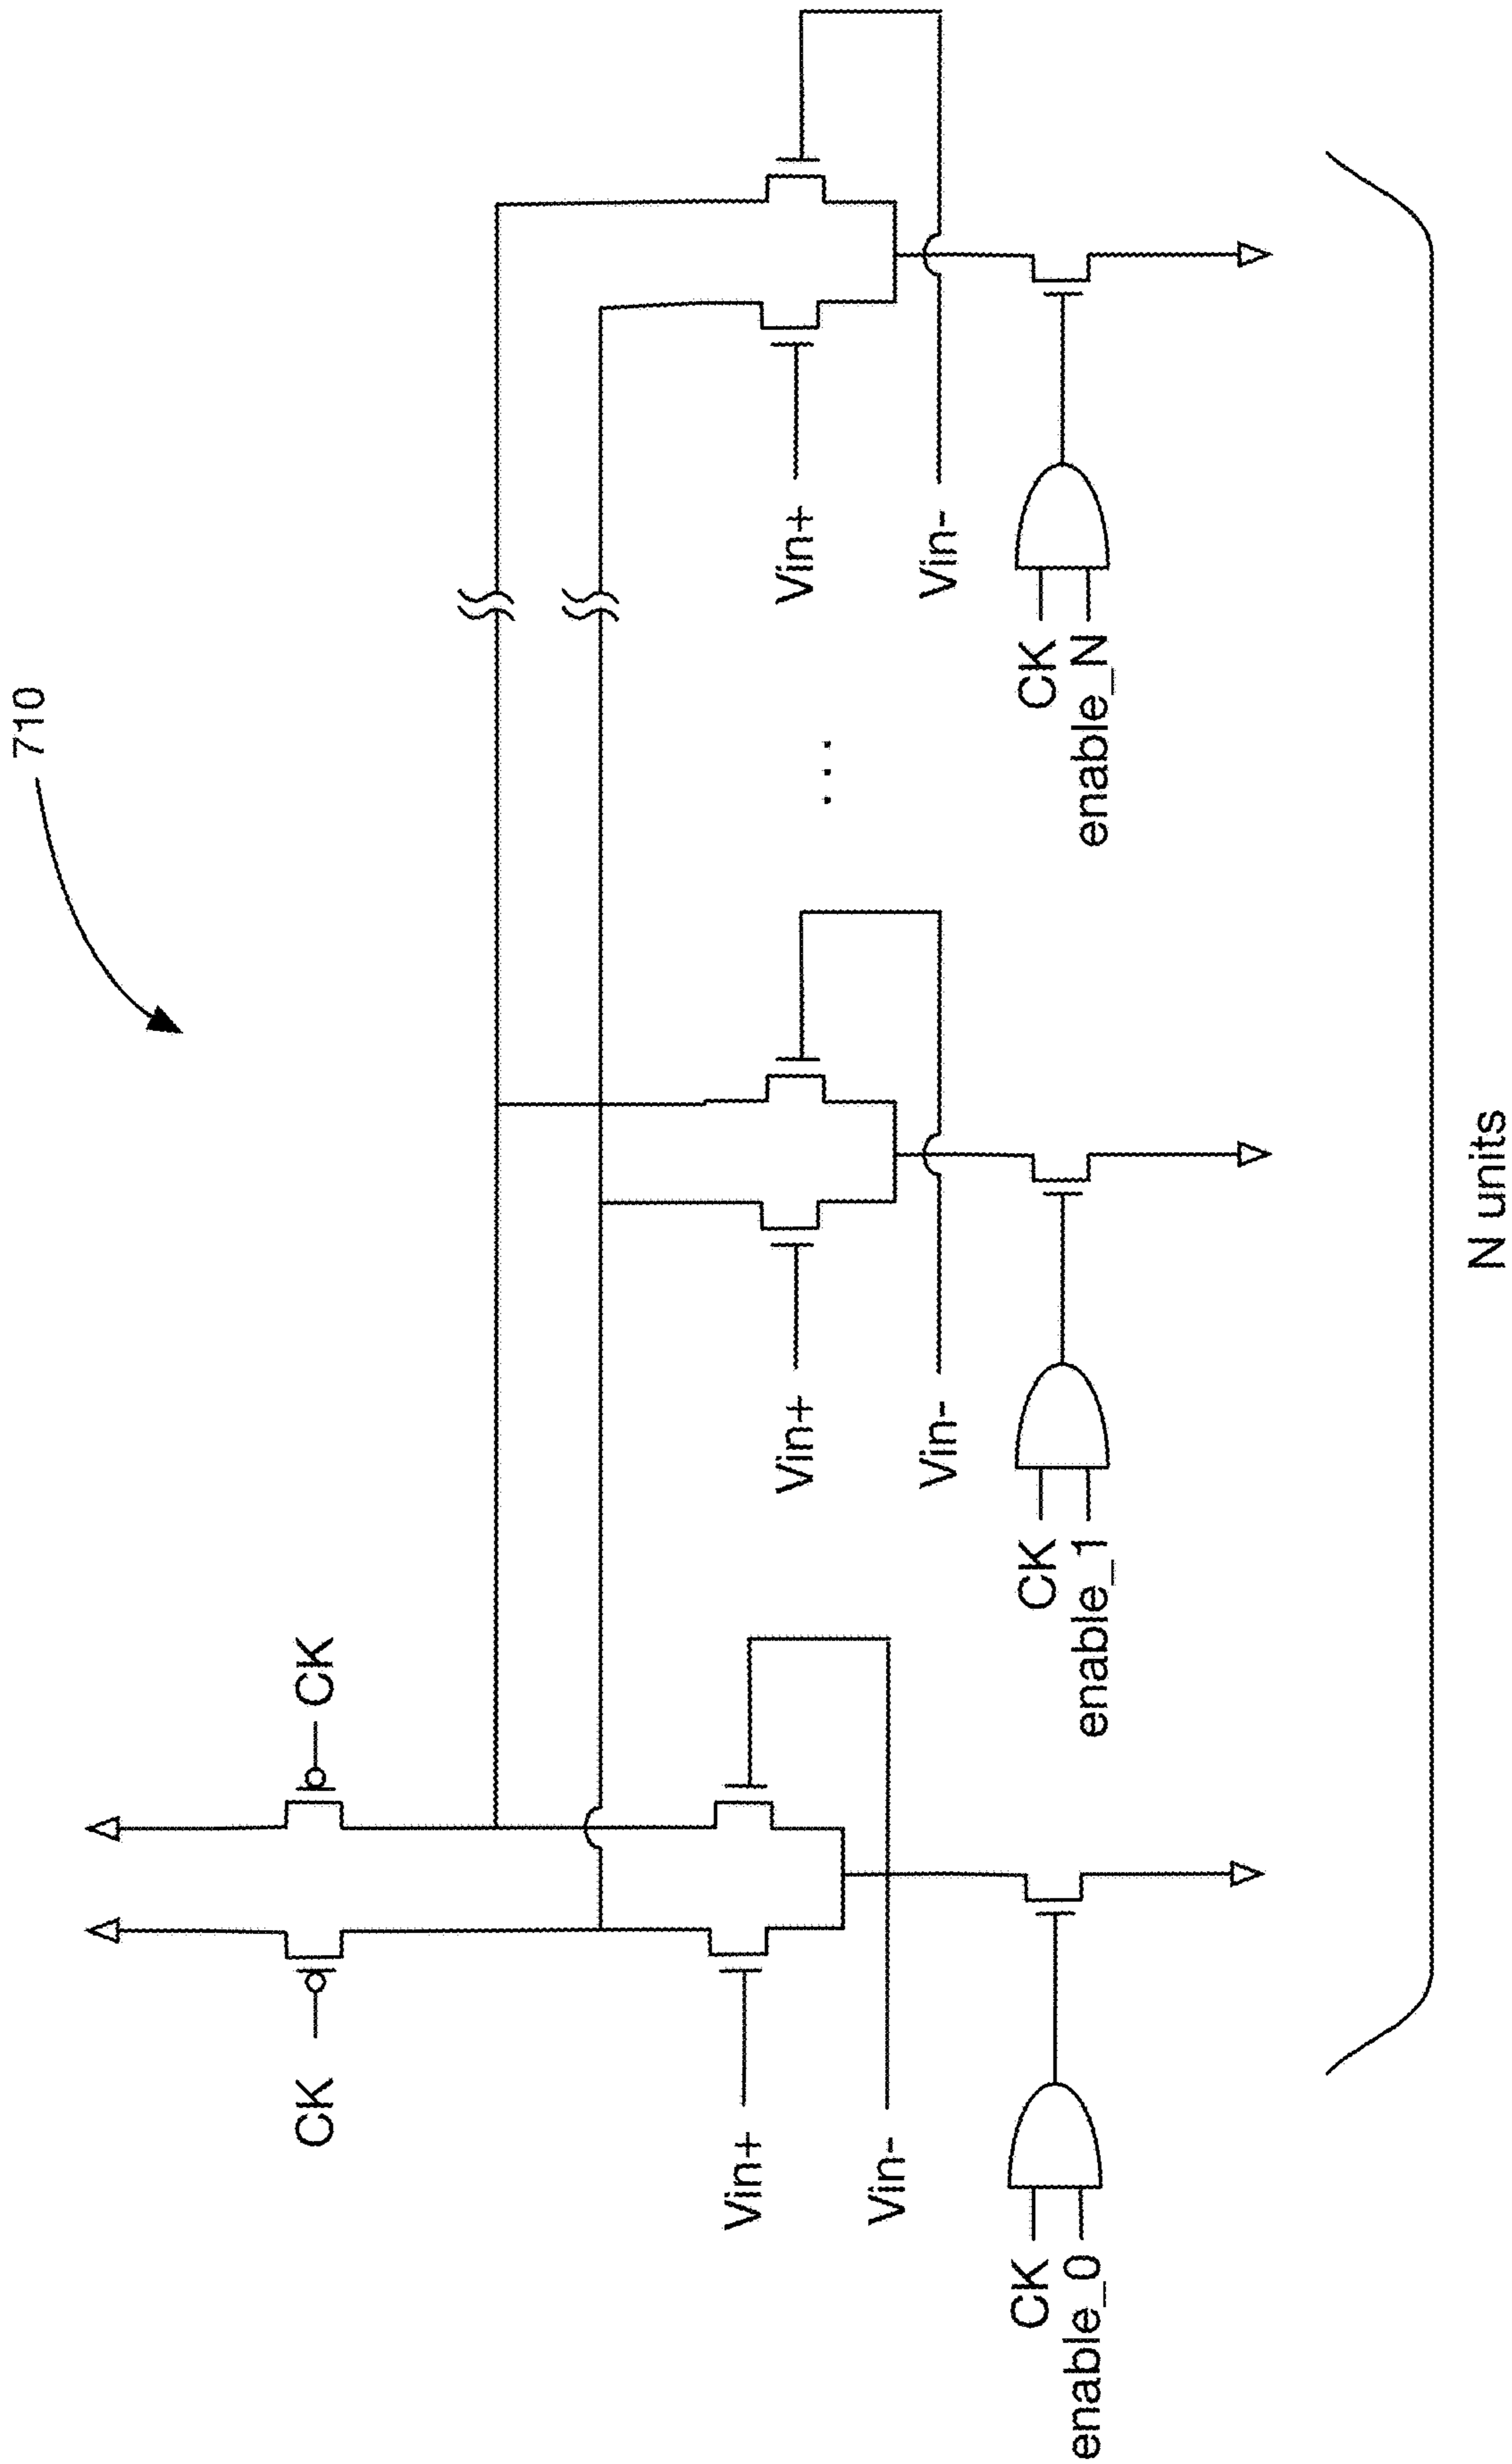 710
CK
CK
Vin+
Vin-
CK
enable_0
Vin+
Vin-
CK
enable_1
. . .
Vin+
Vin-
CK
enable_N
N units